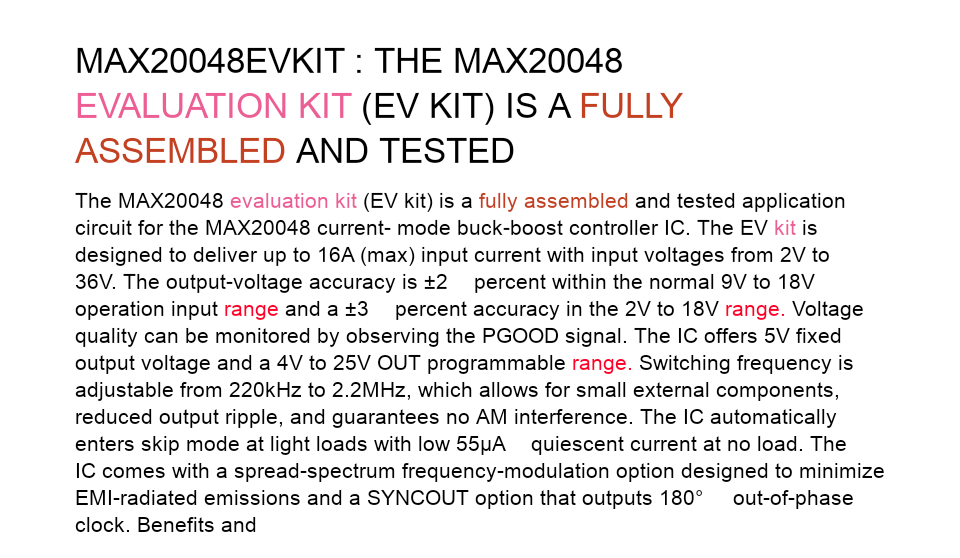 MAX20048EVKIT : THE MAX20048
EVALUATION KIT (EV KIT) IS A FULLY
ASSEMBLED AND TESTED
The MAX20048 evaluation kit (EV kit) is a fully assembled and tested application
circuit for the MAX20048 current- mode buck-boost controller IC. The EV kit is
designed to deliver up to 16A (max) input current with input voltages from 2V to
36V. The output-voltage accuracy is ±2 percent within the normal 9V to 18V
operation input range and a ±3 percent accuracy in the 2V to 18V range. Voltage
quality can be monitored by observing the PGOOD signal. The IC offers 5V fixed
output voltage and a 4V to 25V OUT programmable range. Switching frequency is
adjustable from 220kHz to 2.2MHz, which allows for small external components,
reduced output ripple, and guarantees no AM interference. The IC automatically
enters skip mode at light loads with low 55µA quiescent current at no load. The
IC comes with a spread-spectrum frequency-modulation option designed to minimize
EMI-radiated emissions and a SYNCOUT option that outputs 180° out-of-phase
clock. Benefits and